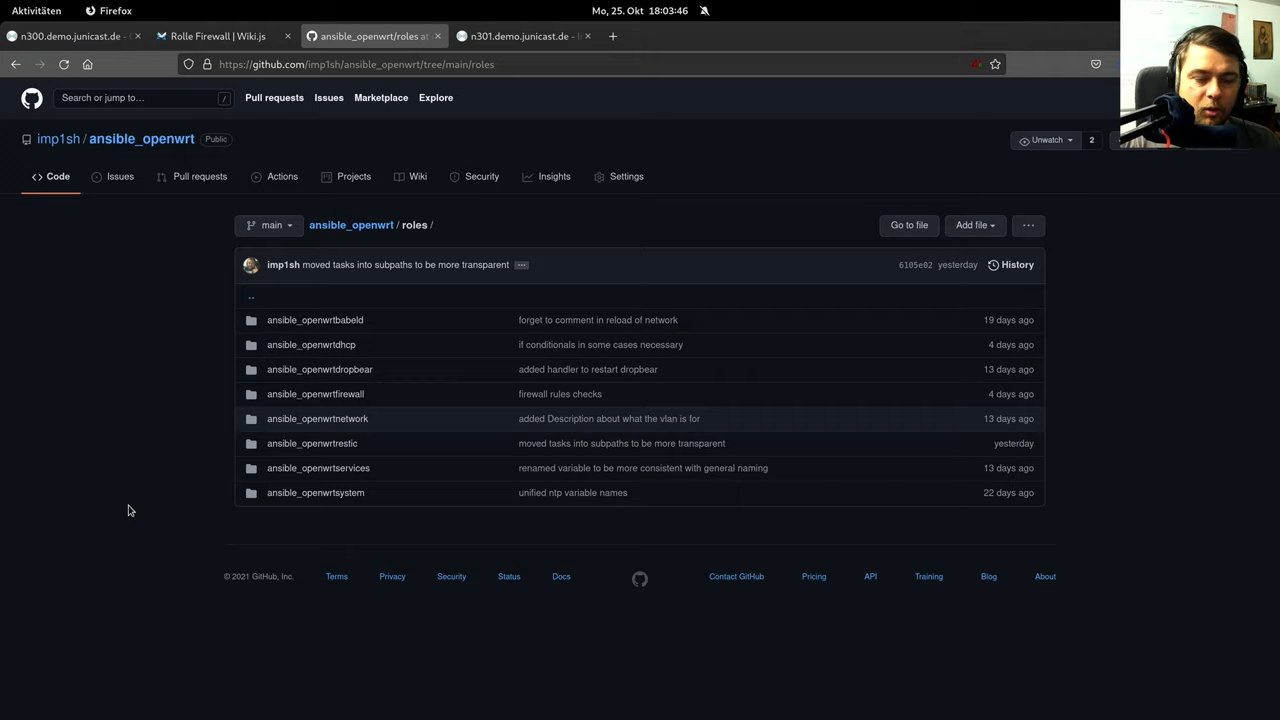 Aktivitäten Firefox Mo, 25. Okt 18:03:46
n300.demo.junicast.de - Rolle Firewall | Wiki.js ansible_openwrt/roles at n301.demo.junicast.de -
https://github.com/imp1sh/ansible_openwrt/tree/main/roles
Search or jump to… / Pull requests Issues Marketplace Explore
imp1sh / ansible_openwrt Public Unwatch 2
Code Issues Pull requests Actions Projects Wiki Security Insights Settings
main ansible_openwrt / roles / Go to file Add file ···
imp1sh moved tasks into subpaths to be more transparent ··· 6105e02 yesterday History
..
ansible_openwrtbabeld forget to comment in reload of network 19 days ago
ansible_openwrtdhcp if conditionals in some cases necessary 4 days ago
ansible_openwrtdropbear added handler to restart dropbear 13 days ago
ansible_openwrtfirewall firewall rules checks 4 days ago
ansible_openwrtnetwork added Description about what the vlan is for 13 days ago
ansible_openwrtrestic moved tasks into subpaths to be more transparent yesterday
ansible_openwrtservices renamed variable to be more consistent with general naming 13 days ago
ansible_openwrtsystem unified ntp variable names 22 days ago
© 2021 GitHub, Inc. Terms Privacy Security Status Docs Contact GitHub Pricing API Training Blog About